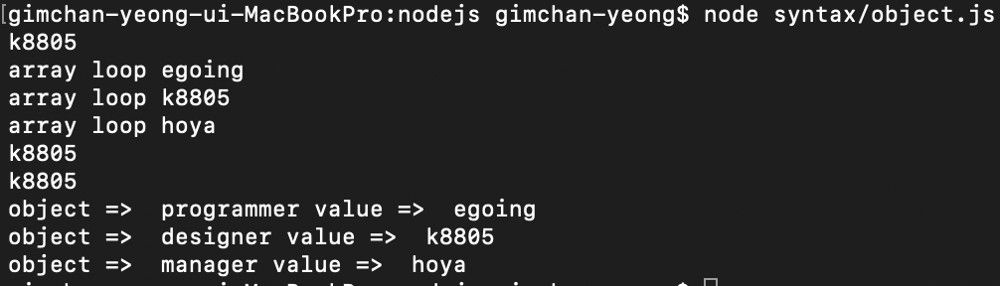 [gimchan-yeong-ui-MacBookPro:nodejs gimchan-yeong$ node syntax/object.js
k8805
array loop egoing
array loop k8805
array loop hoya
k8805
k8805
object =>  programmer value =>  egoing
object =>  designer value =>  k8805
object =>  manager value =>  hoya